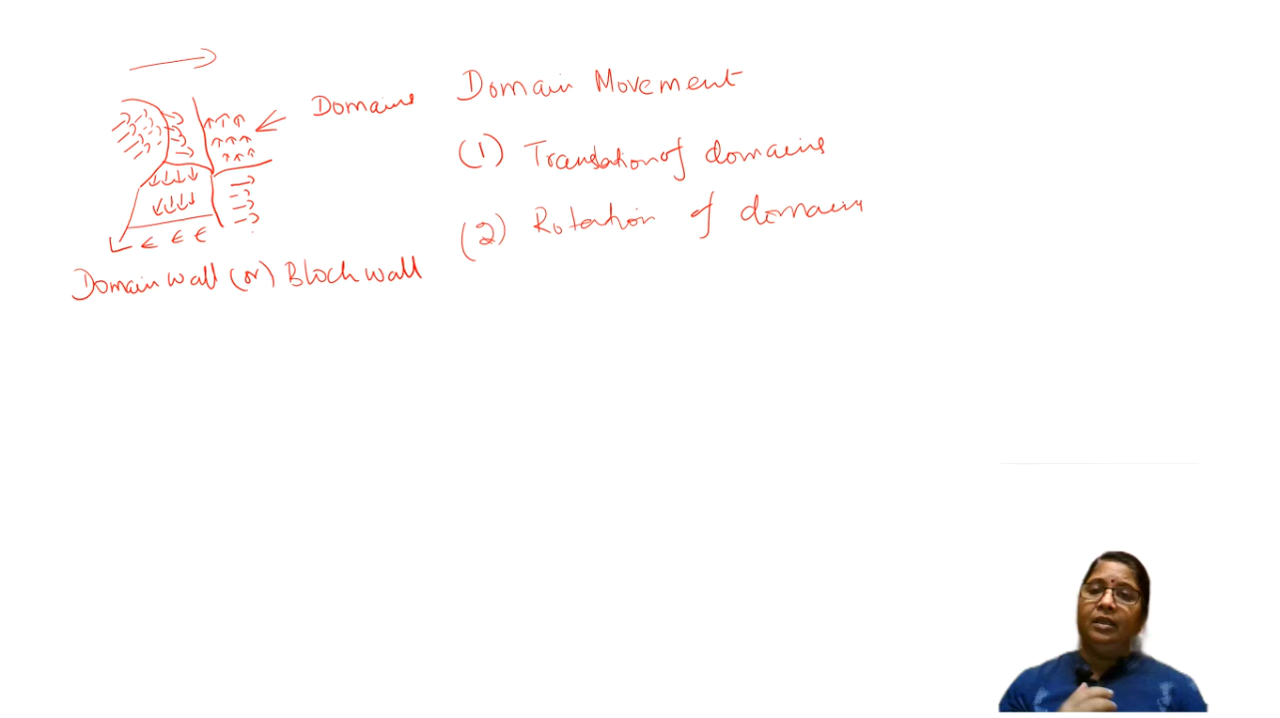 Domains
Domain Movement
(1) Translation of domains
(2) Rotation of domains
Domain wall (or) Bloch wall